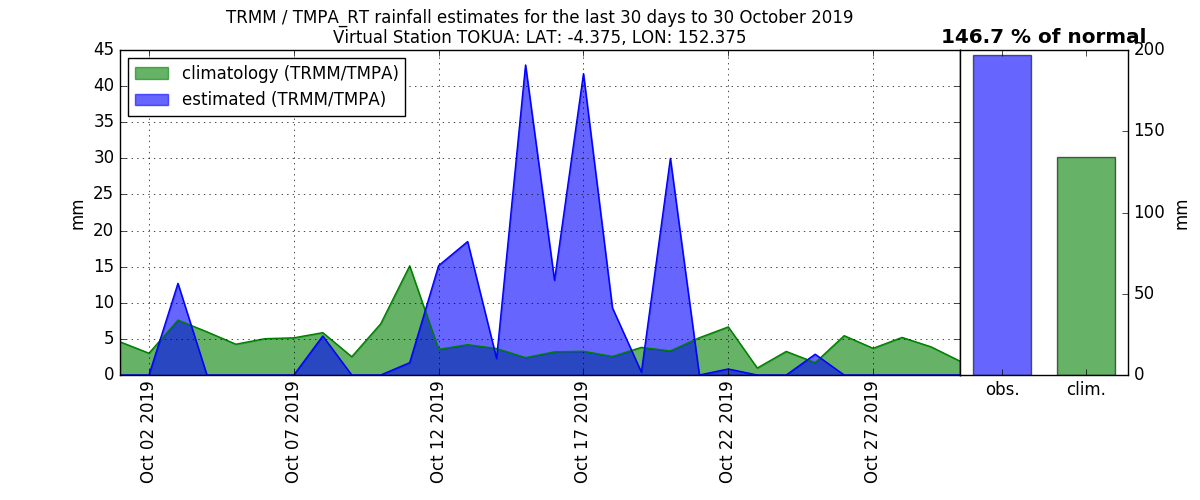 TRMM / TMPA_RT rainfall estimates for the last 30 days to 30 October 2019
Virtual Station TOKUA: LAT: -4.375, LON: 152.375
146.7 % of normal
climatology (TRMM/TMPA)
estimated (TRMM/TMPA)
45
40
35
30
25
20
15
10
5
0
mm
Oct 02 2019
Oct 07 2019
Oct 12 2019
Oct 17 2019
Oct 22 2019
Oct 27 2019
200
150
100
50
0
mm
obs.
clim.